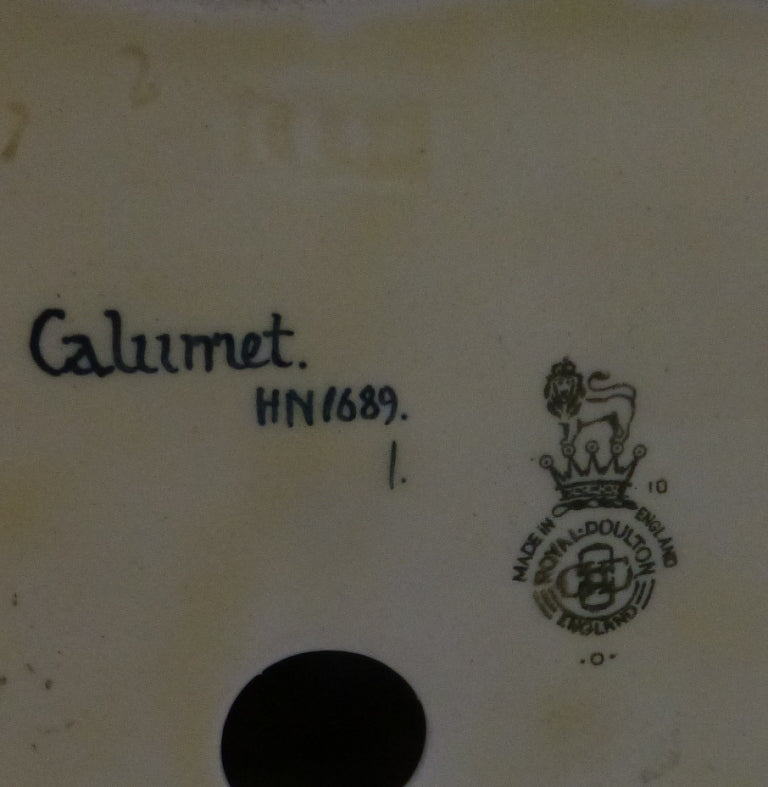 Calumet.
HN1689.
1.
10
MADE IN ENGLAND
ROYAL·DOULTON
ENGLAND
.O.